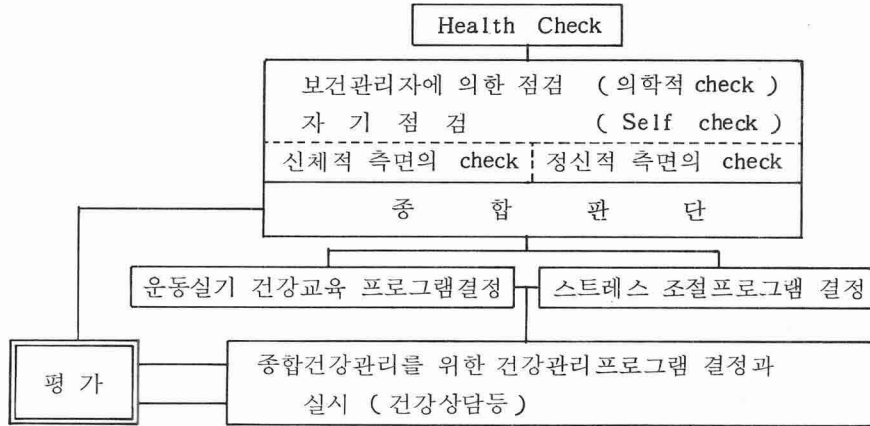 Health Check
보건관리자에 의한 점검 ( 의학적 check )
자 기 점 검 ( Self check )
신체적 측면의 check 정신적 측면의 check
종 합 판 단
운동실기 건강교육 프로그램결정 스트레스 조절프로그램 결정
평 가
종합건강관리를 위한 건강관리프로그램 결정과
실시 ( 건강상담등 )